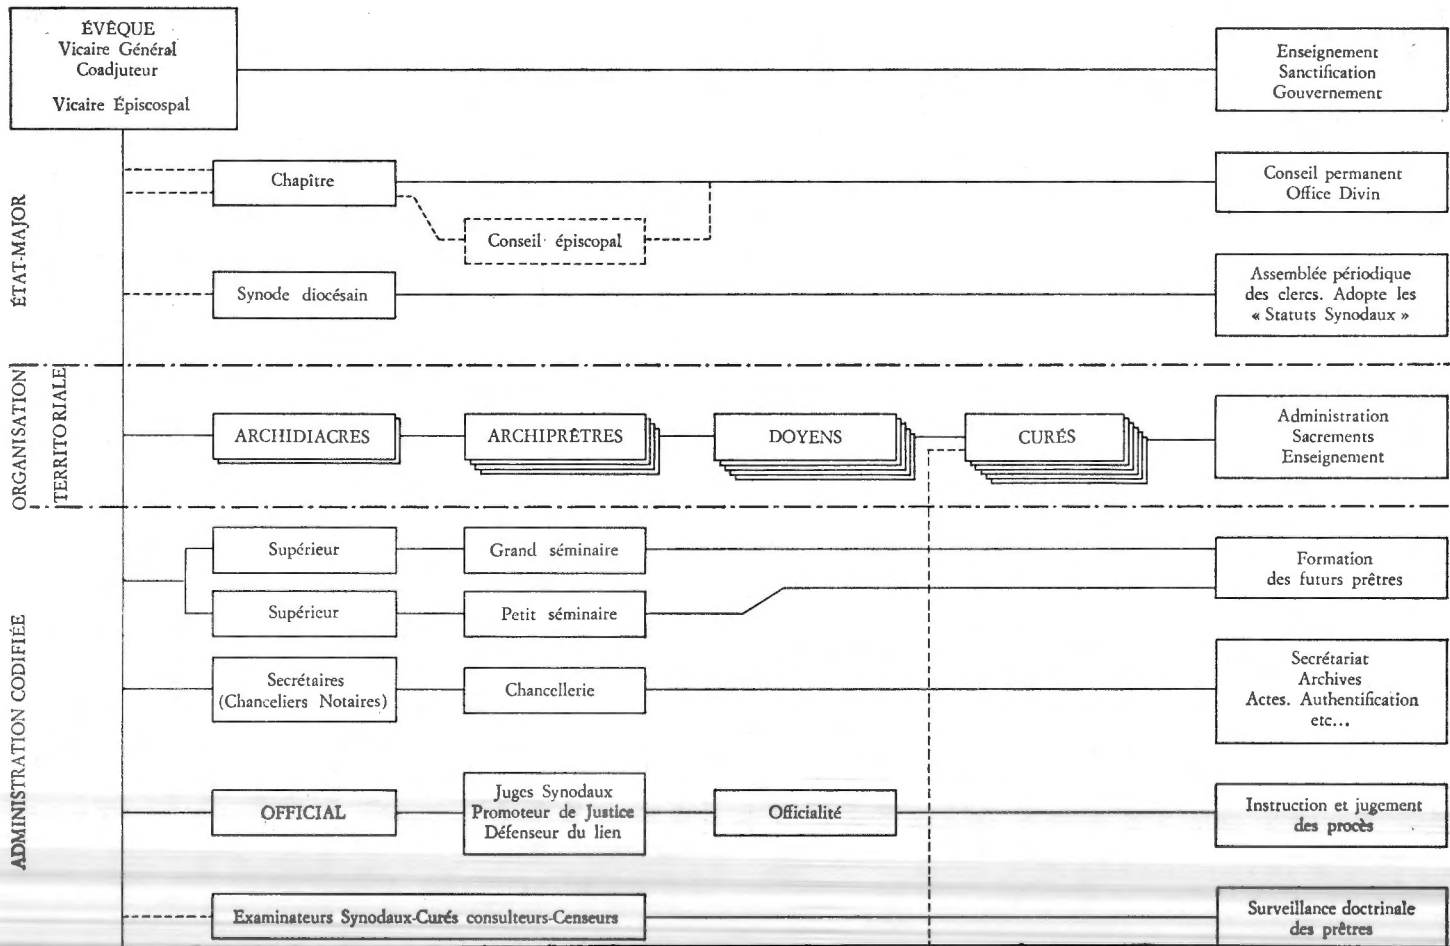 ÉVÊQUE
Vicaire Général
Coadjuteur
Vicaire Épiscospal
Enseignement
Sanctification
Gouvernement
ÉTAT-MAJOR
Chapître
Conseil permanent
Office Divin
Conseil épiscopal
Synode diocésain
Assemblée périodique
des clercs. Adopte les
« Statuts Synodaux »
ORGANISATION
TERRITORIALE
ARCHIDIACRES
ARCHIPRÊTRES
DOYENS
CURÉS
Administration
Sacrements
Enseignement
ADMINISTRATION CODIFIÉE
Supérieur
Grand séminaire
Formation
des futurs prêtres
Supérieur
Petit séminaire
Secrétaires
(Chanceliers Notaires)
Chancellerie
Secrétariat
Archives
Actes. Authentification
etc...
OFFICIAL
Juges Synodaux
Promoteur de Justice
Défenseur du lien
Officialité
Instruction et jugement
des procès
Examinateurs Synodaux-Curés consulteurs-Censeurs
Surveillance doctrinale
des prêtres